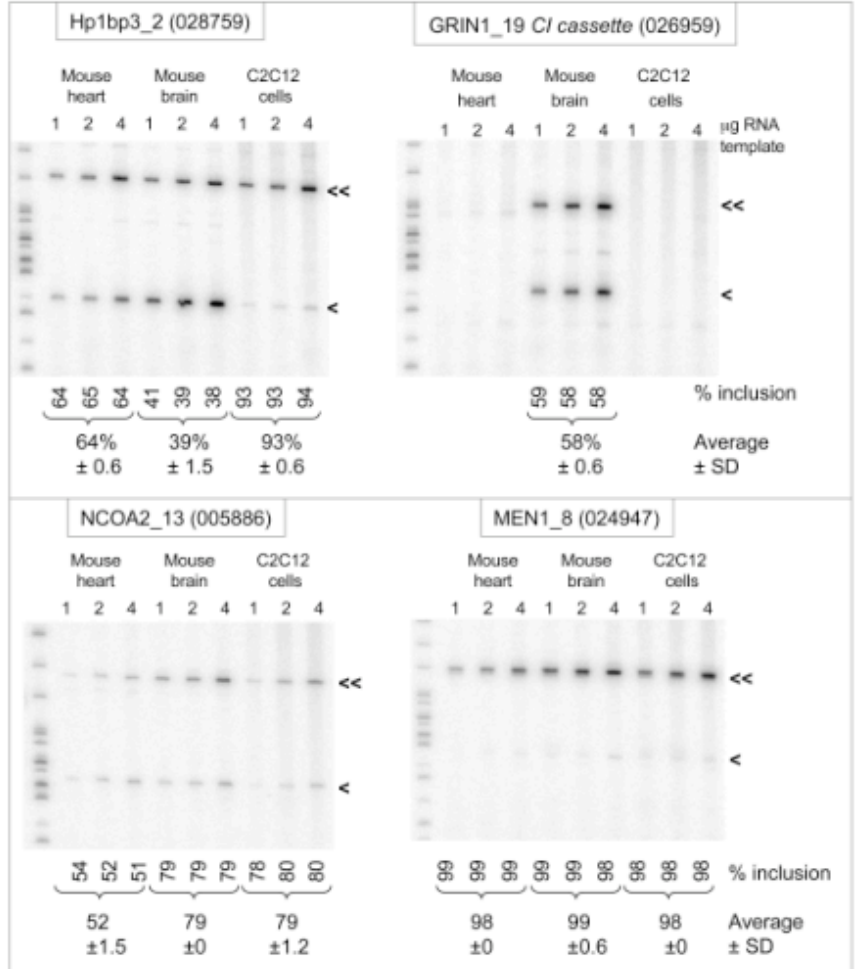 Hp1bp3_2 (028759)
Mouse heart Mouse brain C2C12 cells
1 2 4 1 2 4 1 2 4
<<
<
64 65 64 41 39 38 93 93 94
64% 39% 93%
± 0.6 ± 1.5 ± 0.6
GRIN1_19 CI cassette (026959)
Mouse heart Mouse brain C2C12 cells
1 2 4 1 2 4 1 2 4 µg RNA template
<<
<
59 58 58 % inclusion
58% Average
± 0.6 ± SD
NCOA2_13 (005886)
Mouse heart Mouse brain C2C12 cells
1 2 4 1 2 4 1 2 4
<<
<
54 52 51 79 79 79 78 80 80
52 79 79
±1.5 ±0 ±1.2
MEN1_8 (024947)
Mouse heart Mouse brain C2C12 cells
1 2 4 1 2 4 1 2 4
<<
<
99 99 99 99 99 98 98 98 98 % inclusion
98 99 98 Average
±0 ±0.6 ±0 ± SD